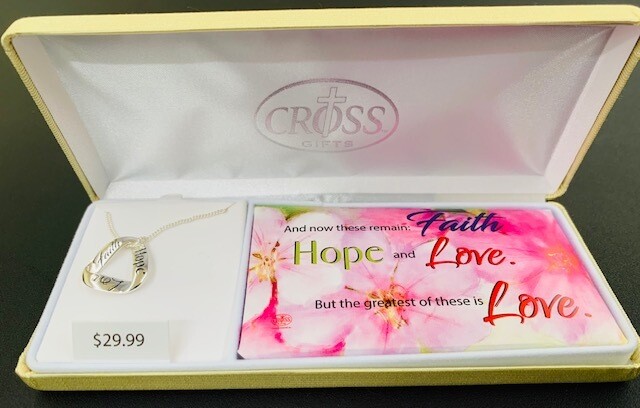 CROSS
GIFTS
And now these remain: Faith
Hope and Love.
But the greatest of these is Love.
Hope
$29.99